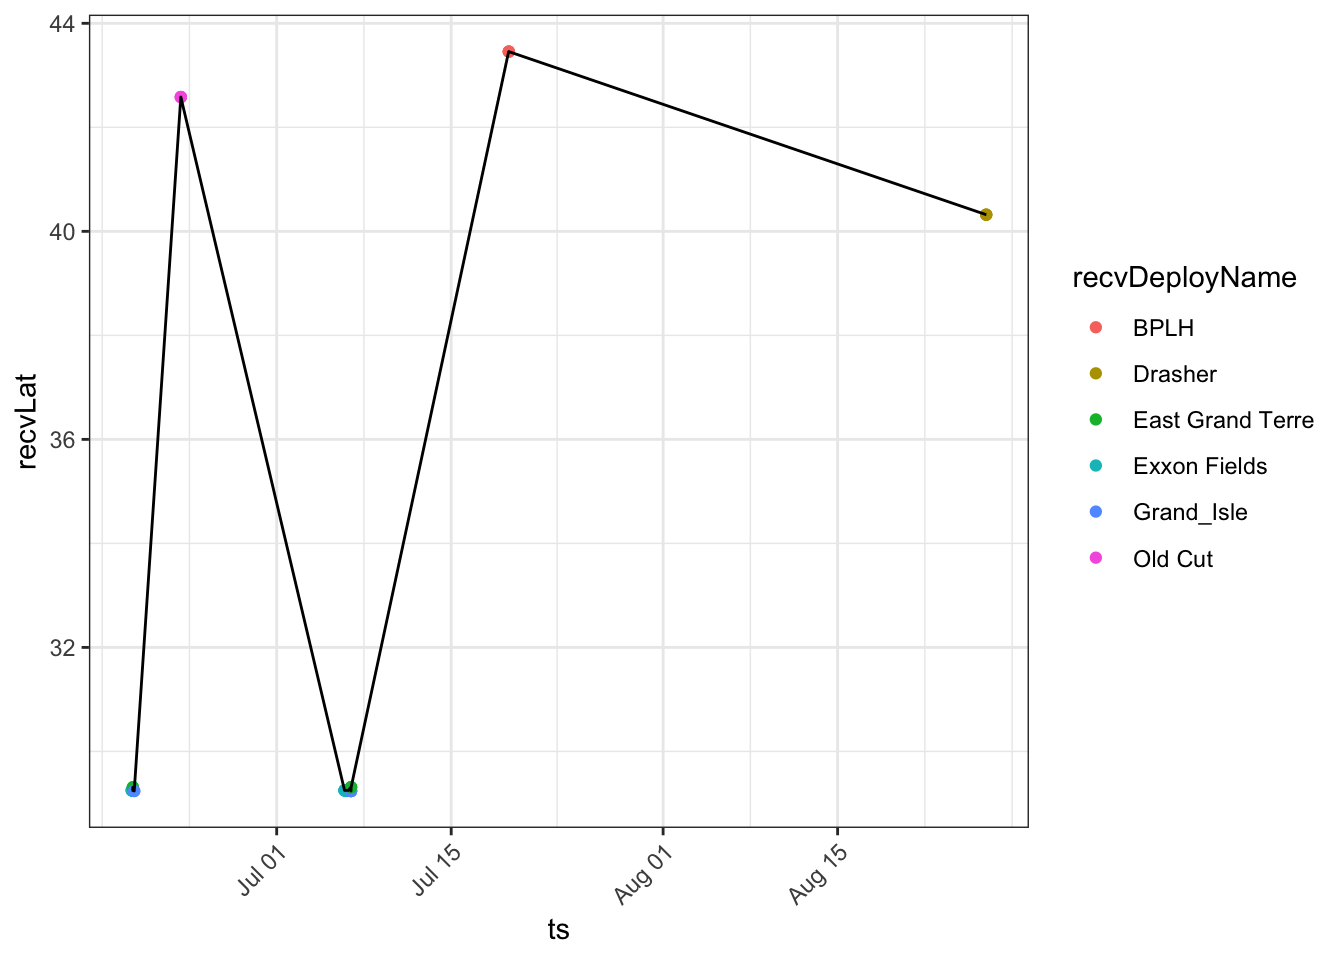 44
40
36
32
recvLat
Jul 01
Jul 15
Aug 01
Aug 15
ts
recvDeployName
BPLH
Drasher
East Grand Terre
Exxon Fields
Grand_Isle
Old Cut